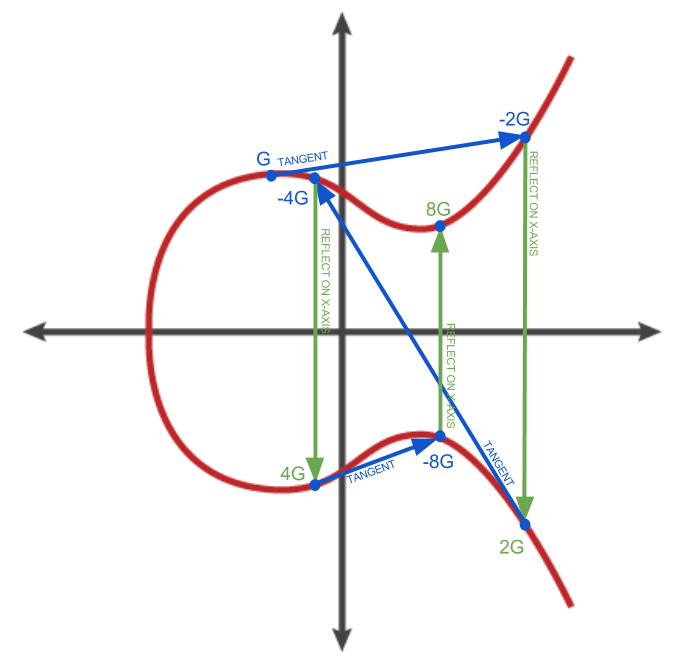 -2G
G
TANGENT
-4G
8G
REFLECT ON X-AXIS
REFLECT ON X-AXIS
REFLECT ON X-AXIS
4G
TANGENT
-8G
TANGENT
2G